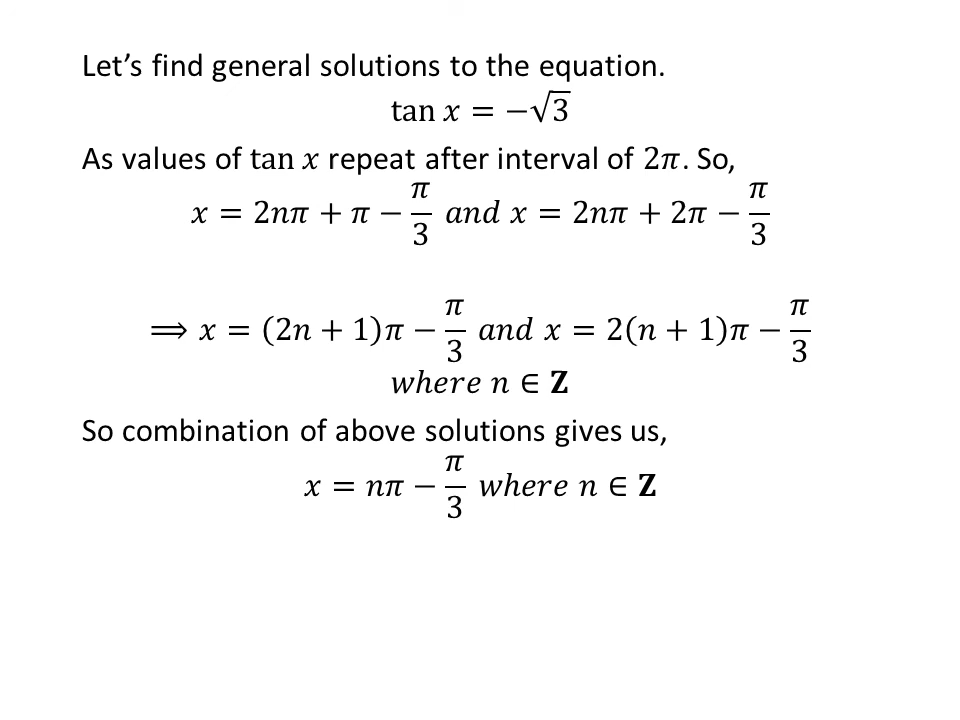 Let’s find general solutions to the equation.
tan 𝑥 = −√3
As values of tan 𝑥 repeat after interval of 2𝜋. So,
𝑥 = 2𝑛𝜋 + 𝜋 − 𝜋/3 𝑎𝑛𝑑 𝑥 = 2𝑛𝜋 + 2𝜋 − 𝜋/3
⟹ 𝑥 = (2𝑛 + 1)𝜋 − 𝜋/3 𝑎𝑛𝑑 𝑥 = 2(𝑛 + 1)𝜋 − 𝜋/3
𝑤ℎ𝑒𝑟𝑒 𝑛 ∈ 𝐙
So combination of above solutions gives us,
𝑥 = 𝑛𝜋 − 𝜋/3 𝑤ℎ𝑒𝑟𝑒 𝑛 ∈ 𝐙